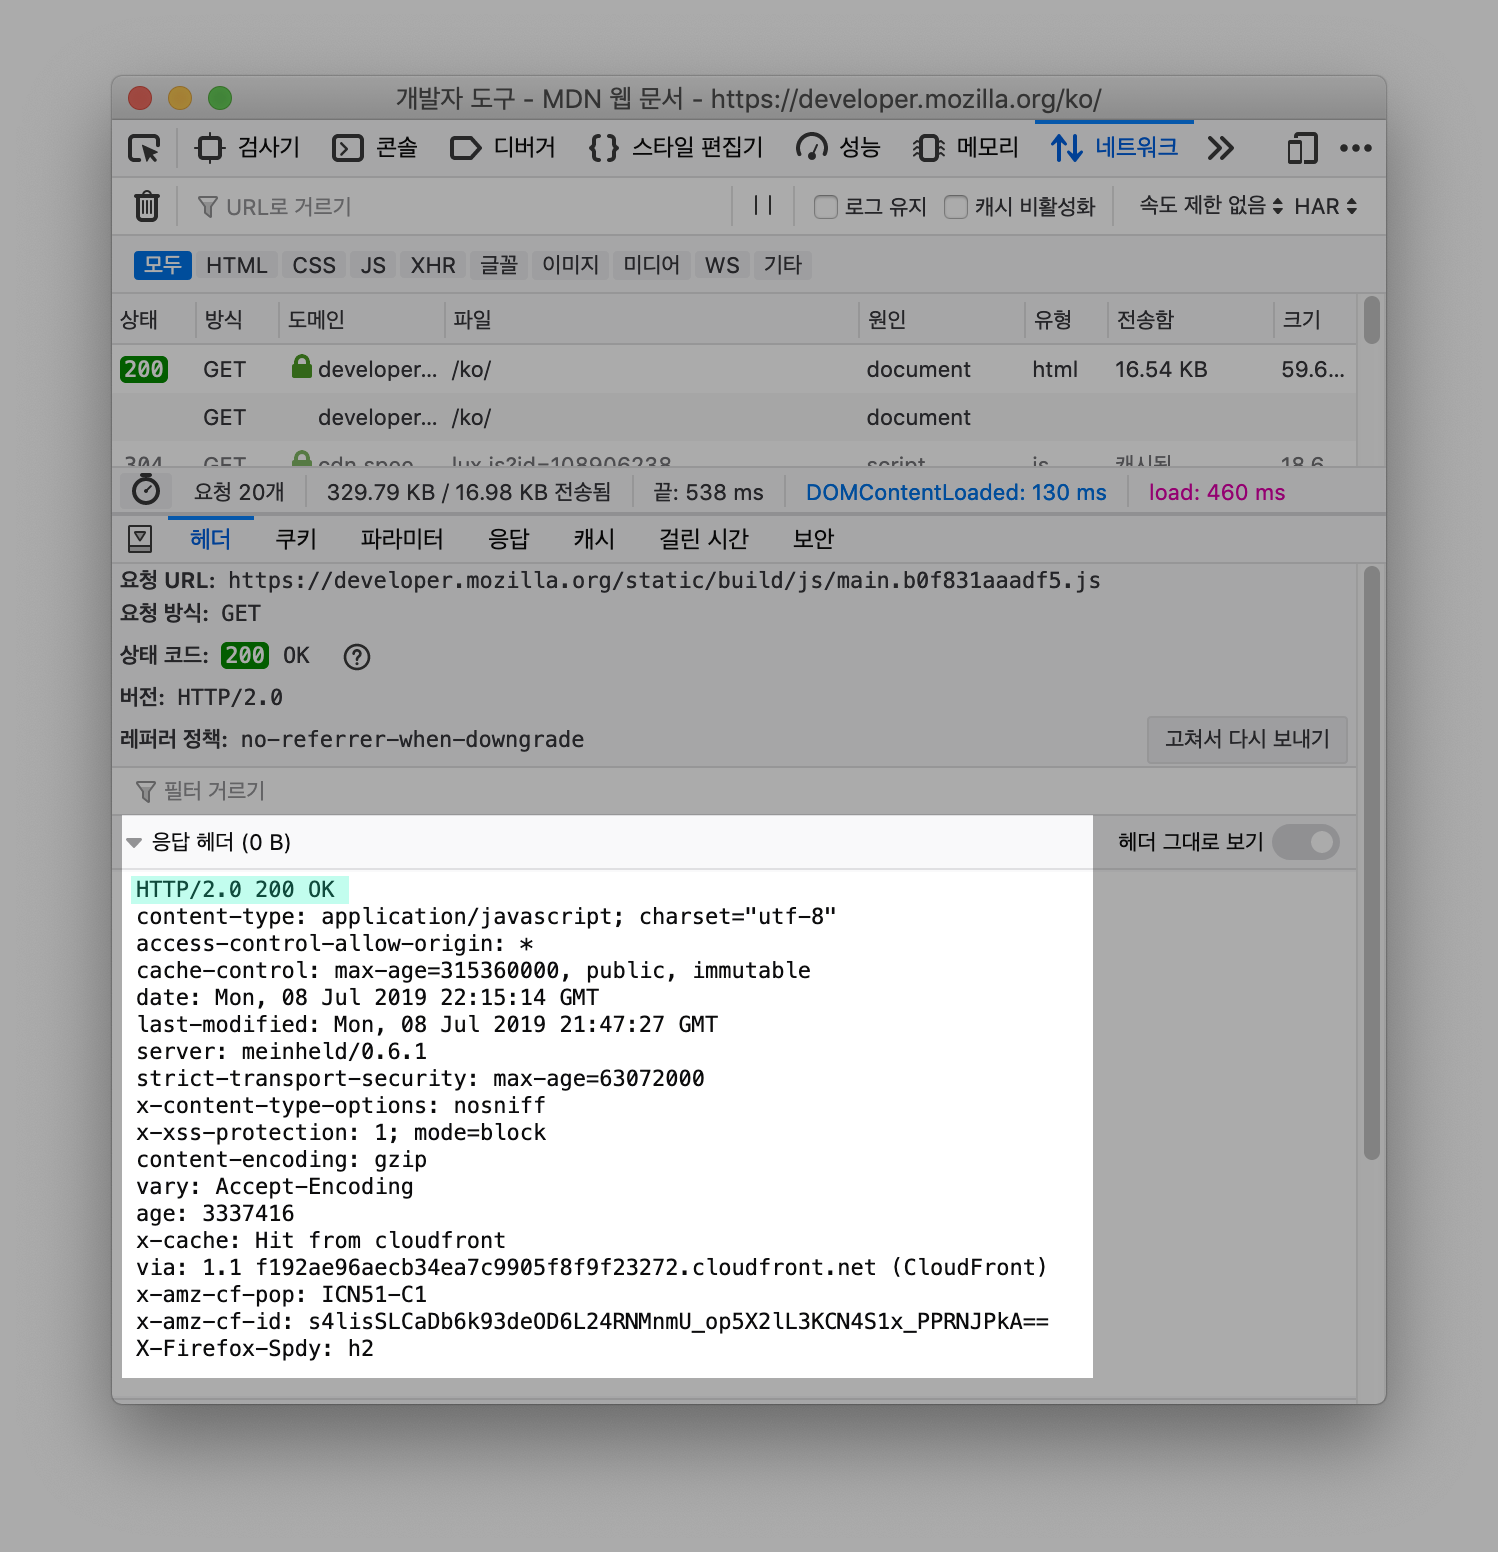 개발자 도구 - MDN 웹 문서 - https://developer.mozilla.org/ko/
검사기 콘솔 디버거 스타일 편집기 성능 메모리 네트워크
URL로 거르기 로그 유지 캐시 비활성화 속도 제한 없음 HAR
모두 HTML CSS JS XHR 글꼴 이미지 미디어 WS 기타
상태 방식 도메인 파일 원인 유형 전송함 크기
200 GET developer... /ko/ document html 16.54 KB 59.6...
GET developer... /ko/ document
304 GET cdn.spee... lux.js?id=108906238 script js 캐시됨 18.6...
요청 20개 329.79 KB / 16.98 KB 전송됨 끝: 538 ms DOMContentLoaded: 130 ms load: 460 ms
헤더 쿠키 파라미터 응답 캐시 걸린 시간 보안
요청 URL: https://developer.mozilla.org/static/build/js/main.b0f831aaadf5.js
요청 방식: GET
상태 코드: 200 OK ?
버전: HTTP/2.0
레퍼러 정책: no-referrer-when-downgrade 고쳐서 다시 보내기
필터 거르기
응답 헤더 (0 B) 헤더 그대로 보기
HTTP/2.0 200 OK
content-type: application/javascript; charset="utf-8"
access-control-allow-origin: *
cache-control: max-age=315360000, public, immutable
date: Mon, 08 Jul 2019 22:15:14 GMT
last-modified: Mon, 08 Jul 2019 21:47:27 GMT
server: meinheld/0.6.1
strict-transport-security: max-age=63072000
x-content-type-options: nosniff
x-xss-protection: 1; mode=block
content-encoding: gzip
vary: Accept-Encoding
age: 3337416
x-cache: Hit from cloudfront
via: 1.1 f192ae96aecb34ea7c9905f8f9f23272.cloudfront.net (CloudFront)
x-amz-cf-pop: ICN51-C1
x-amz-cf-id: s4lisSLCaDb6k93deOD6L24RNMnmU_op5X2lL3KCN4S1x_PPRNJPkA==
X-Firefox-Spdy: h2